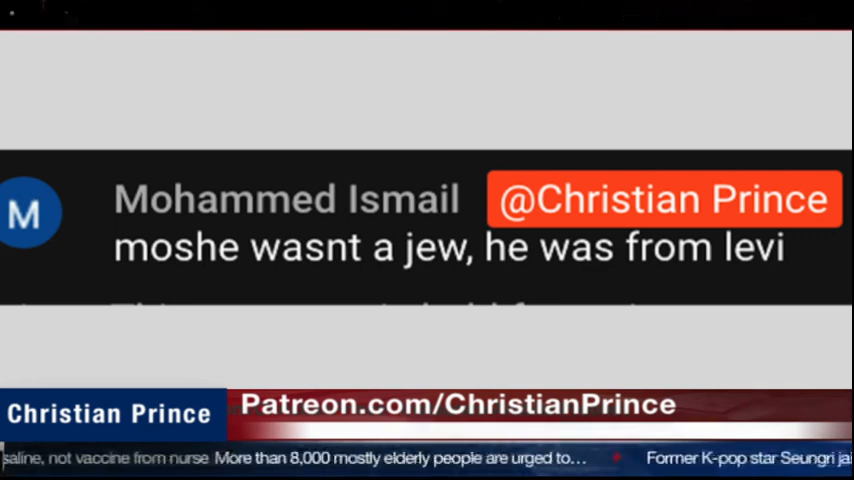 M
Mohammed Ismail @Christian Prince
moshe wasnt a jew, he was from levi
Christian Prince
Patreon.com/ChristianPrince
saline, not vaccine from nurse More than 8,000 mostly elderly people are urged to... Former K-pop star Seungri